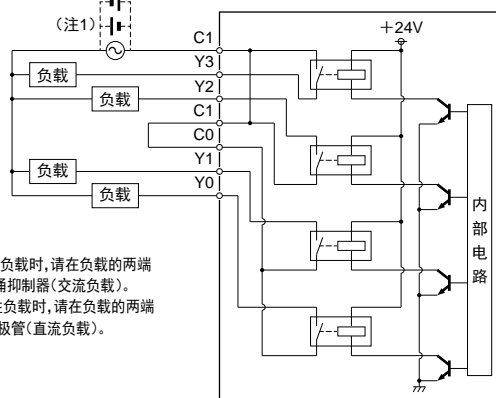 （注1）
+24V
C1
Y3
负载
Y2
负载
C1
C0
Y1
负载
Y0
负载
内部电路
负载时,请在负载的两端
抑制器(交流负载)。
负载时,请在负载的两端
极管(直流负载)。